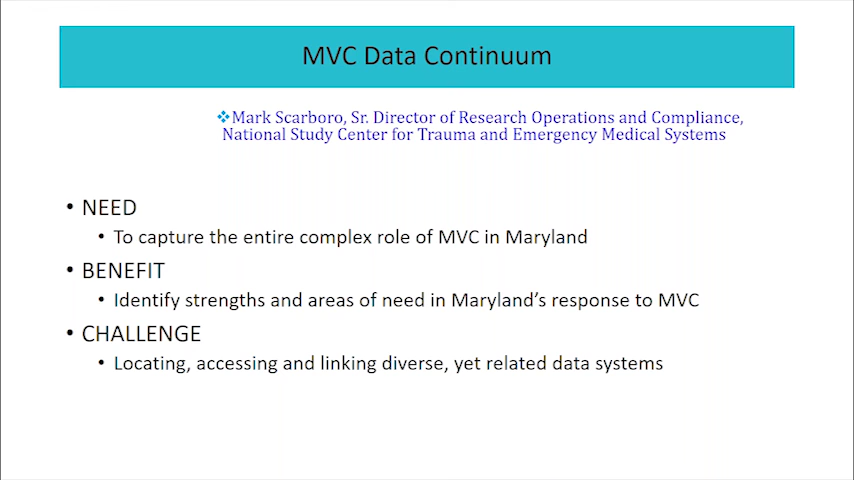 MVC Data Continuum
❖Mark Scarboro, Sr. Director of Research Operations and Compliance,
National Study Center for Trauma and Emergency Medical Systems
• NEED
• To capture the entire complex role of MVC in Maryland
• BENEFIT
• Identify strengths and areas of need in Maryland’s response to MVC
• CHALLENGE
• Locating, accessing and linking diverse, yet related data systems